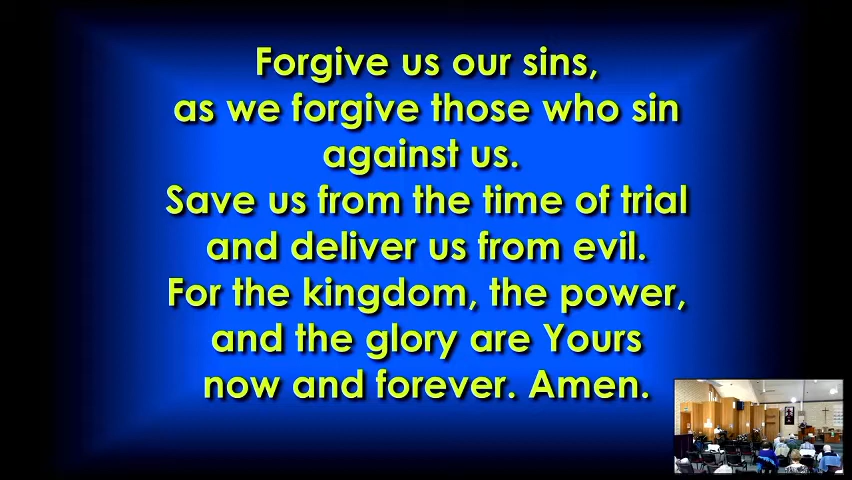 Forgive us our sins,
as we forgive those who sin
against us.
Save us from the time of trial
and deliver us from evil.
For the kingdom, the power,
and the glory are Yours
now and forever. Amen.